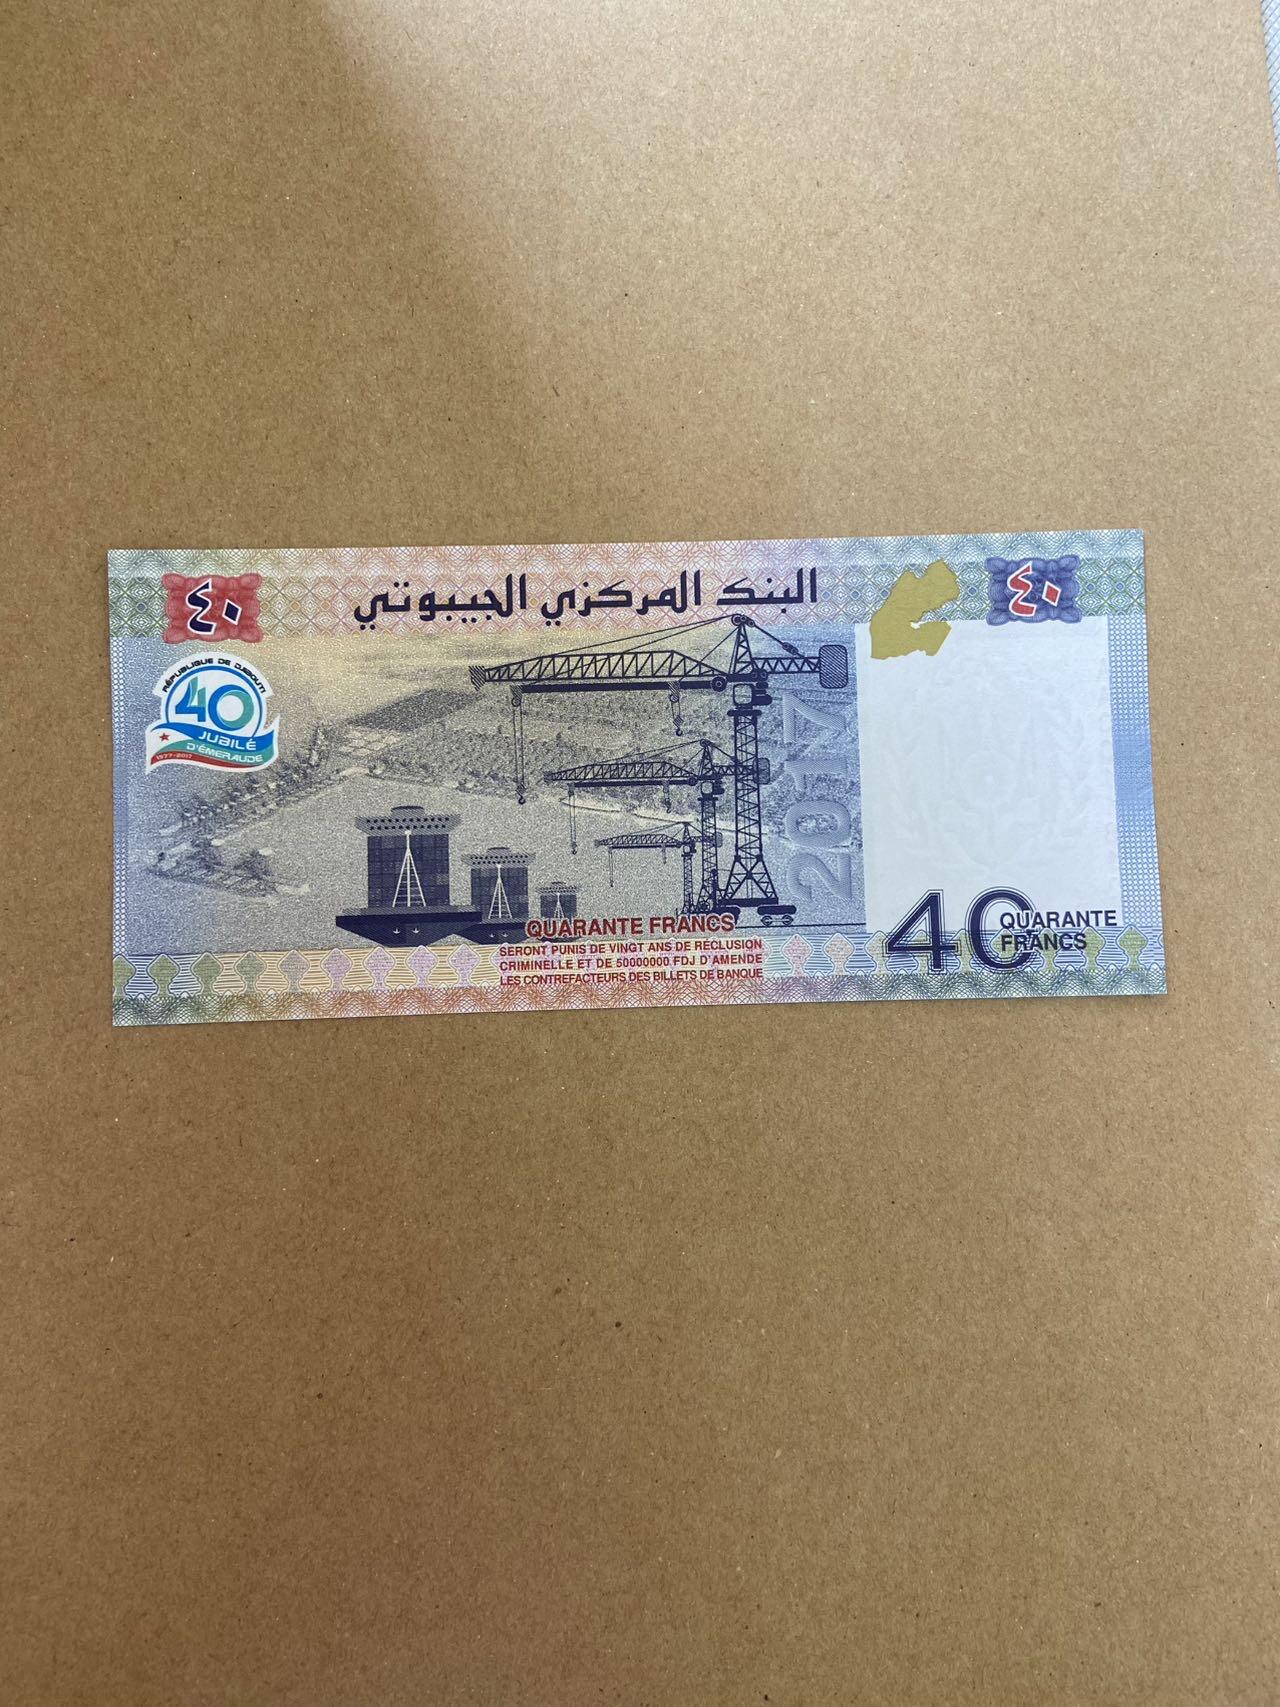 ٤٠
البنك المركزي الجيبوتي
٤٠
RÉPUBLIQUE DE DJIBOUTI
40
JUBILÉ
D'ÉMERAUDE
1977-2017
2017
QUARANTE FRANCS
SERONT PUNIS DE VINGT ANS DE RÉCLUSION
CRIMINELLE ET DE 50000000 FDJ D'AMENDE
LES CONTREFACTEURS DES BILLETS DE BANQUE
40
QUARANTE
FRANCS